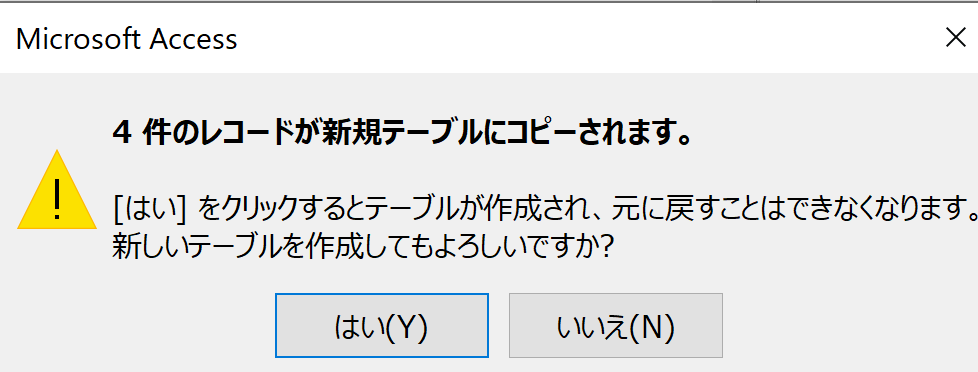 Microsoft Access
4 件のレコードが新規テーブルにコピーされます。
[はい] をクリックするとテーブルが作成され、元に戻すことはできなくなります。
新しいテーブルを作成してもよろしいですか?
はい(Y)
いいえ(N)